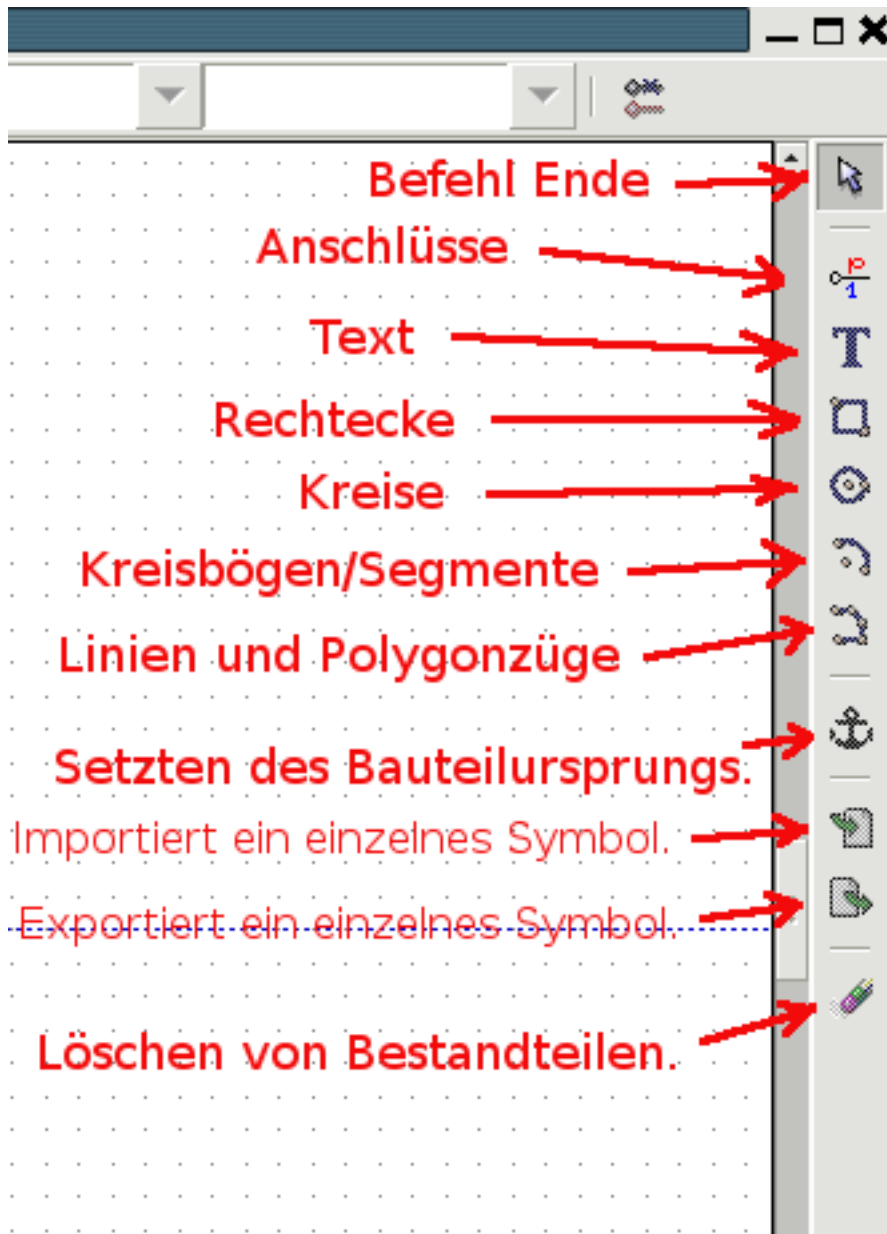 Befehl Ende
Anschlüsse
Text
Rechtecke
Kreise
Kreisbögen/Segmente
Linien und Polygonzüge
Setzten des Bauteilursprungs.
Importiert ein einzelnes Symbol.
Exportiert ein einzelnes Symbol.
Löschen von Bestandteilen.
p
1
T